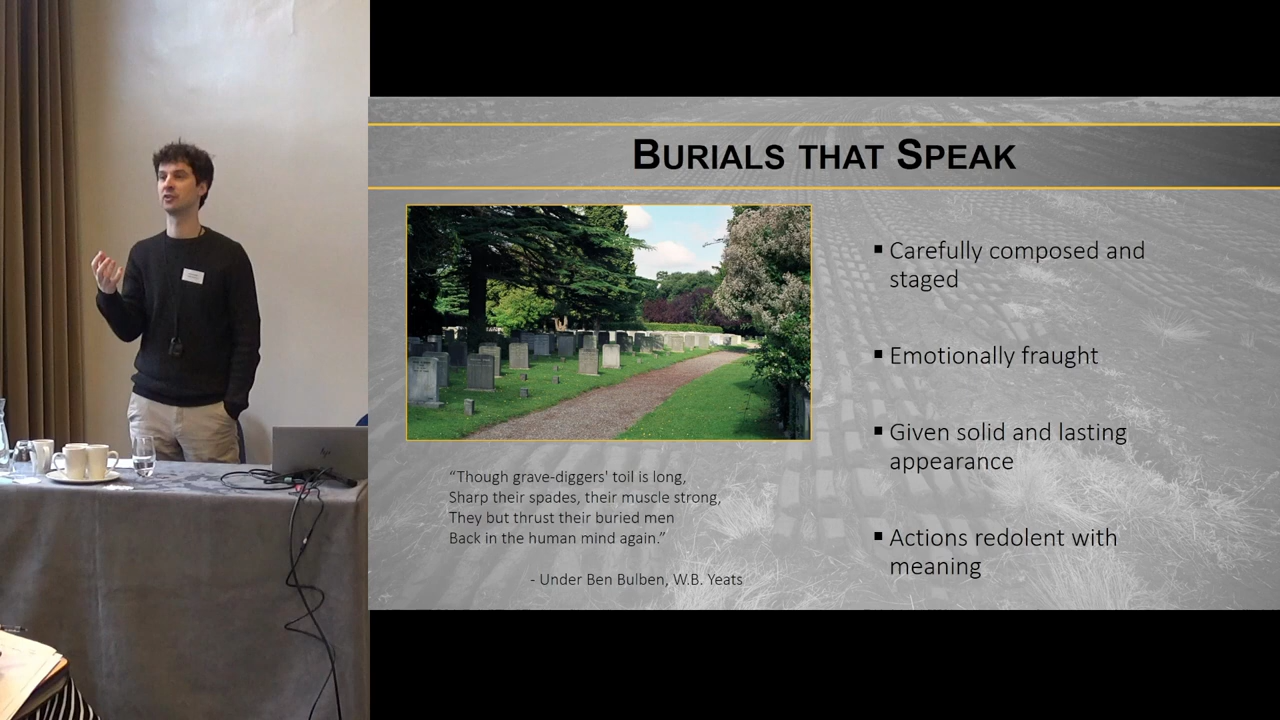 BURIALS THAT SPEAK
▪ Carefully composed and
staged
▪ Emotionally fraught
▪ Given solid and lasting
appearance
▪ Actions redolent with
meaning
“Though grave-diggers' toil is long,
Sharp their spades, their muscle strong,
They but thrust their buried men
Back in the human mind again.”
- Under Ben Bulben, W.B. Yeats
hp